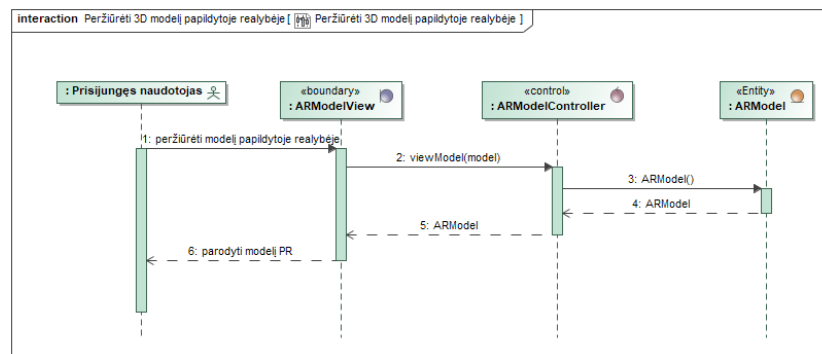 interaction Peržiūrėti 3D modelį papildytoje realybėje [ Peržiūrėti 3D modelį papildytoje realybėje ]
: Prisijungęs naudotojas
«boundary»
: ARModelView
«control»
: ARModelController
«Entity»
: ARModel
1: peržiūrėti modelį papildytoje realybėje
2: viewModel(model)
3: ARModel()
4: ARModel
5: ARModel
6: parodyti modelį PR